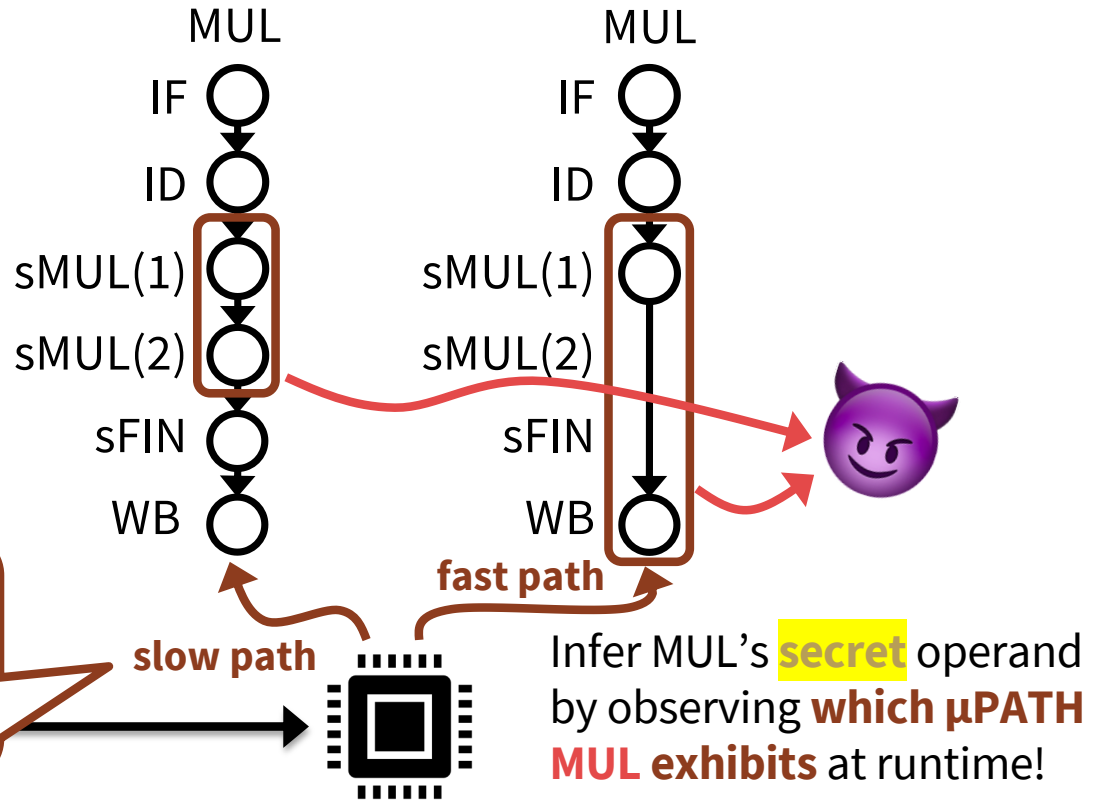 MUL
IF
ID
sMUL(1)
sMUL(2)
sFIN
WB
MUL
IF
ID
sMUL(1)
sMUL(2)
sFIN
WB
fast path
slow path
Infer MUL’s secret operand
by observing which µPATH
MUL exhibits at runtime!